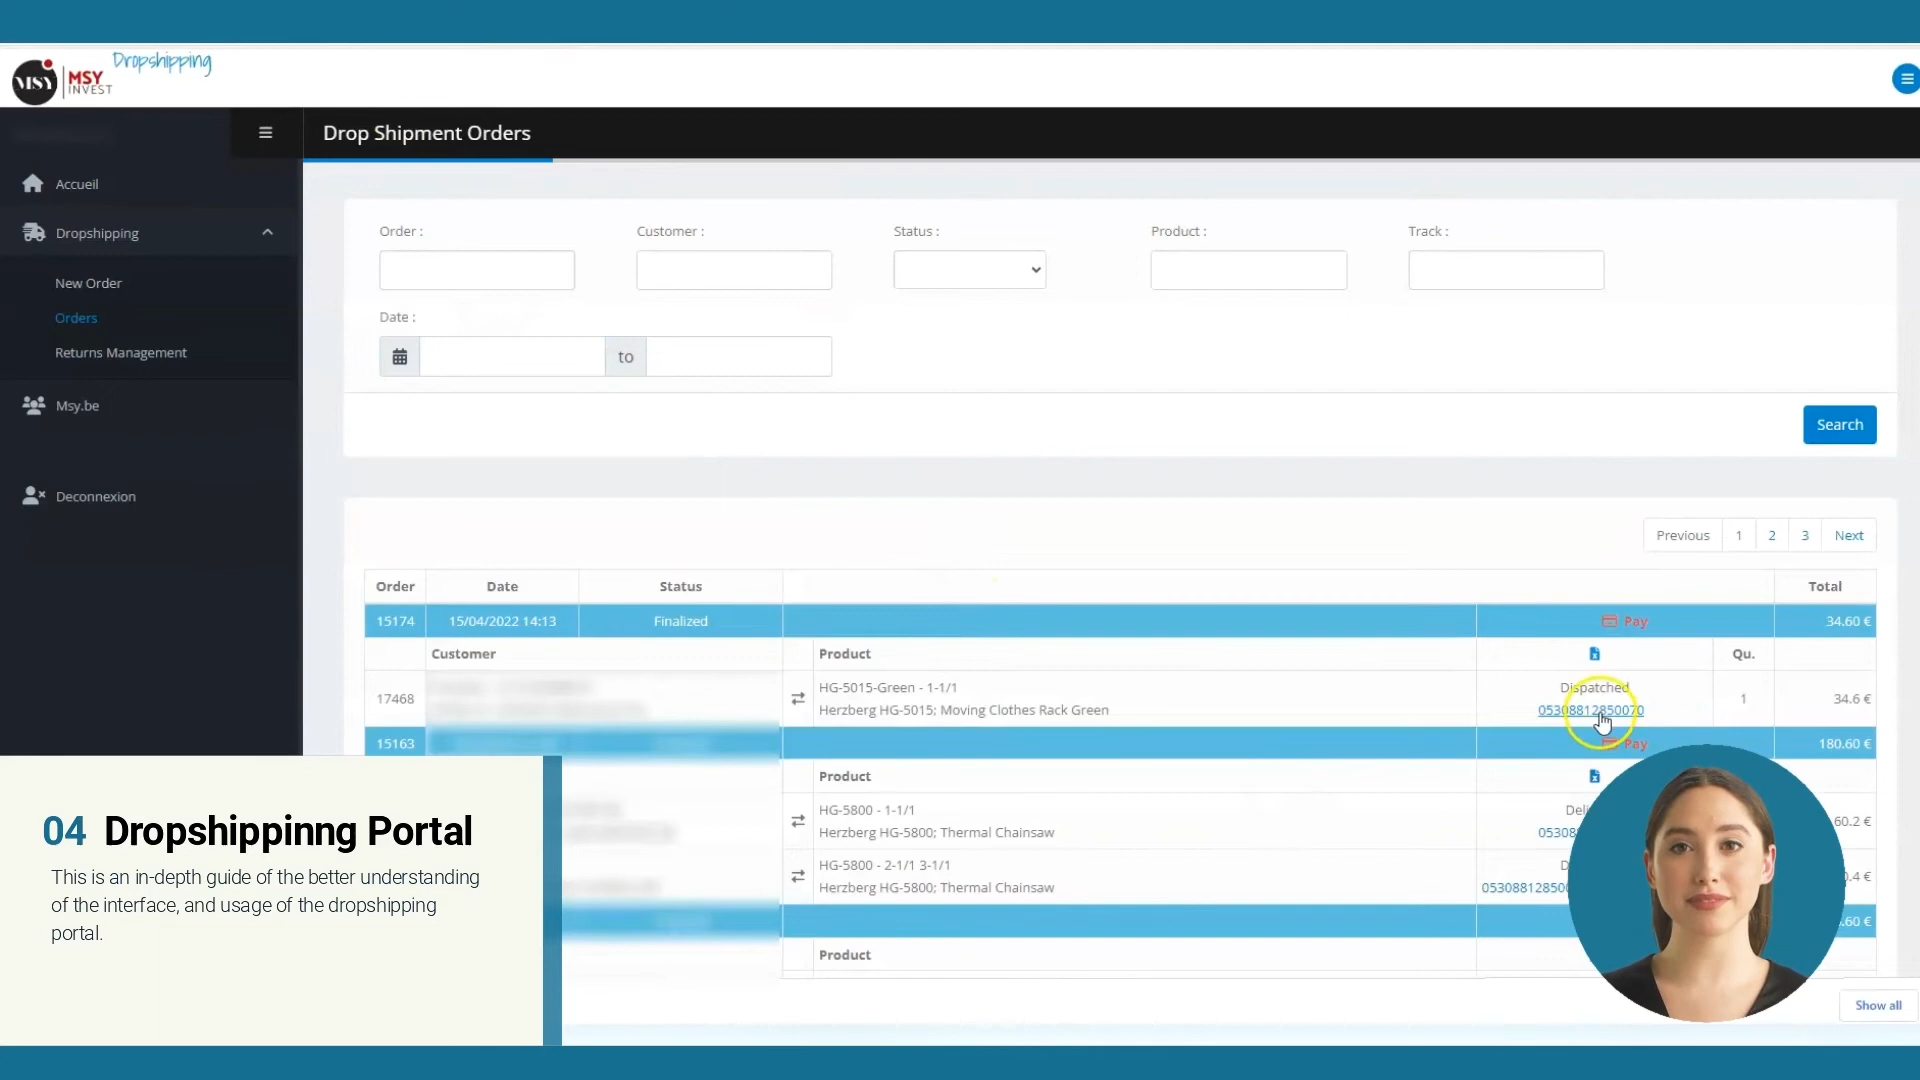 Dropshipping
MSY
MSY
INVEST
Drop Shipment Orders
Accueil
Dropshipping
New Order
Orders
Returns Management
Msy.be
Deconnexion
Order :
Customer :
Status :
Product :
Track :
Date :
to
Search
Previous 1 2 3 Next
Order Date Status Total
15174 15/04/2022 14:13 Finalized Pay 34.60 €
Customer Product Qu.
17468 HG-5015-Green - 1-1/1 Dispatched 1 34.6 €
Herzberg HG-5015; Moving Clothes Rack Green 05308812850070
15163 Pay 180.60 €
Product
HG-5800 - 1-1/1
Herzberg HG-5800; Thermal Chainsaw 60.2 €
HG-5800 - 2-1/1 3-1/1
Herzberg HG-5800; Thermal Chainsaw
.60 €
Product
Show all
04 Dropshippinng Portal
This is an in-depth guide of the better understanding
of the interface, and usage of the dropshipping
portal.